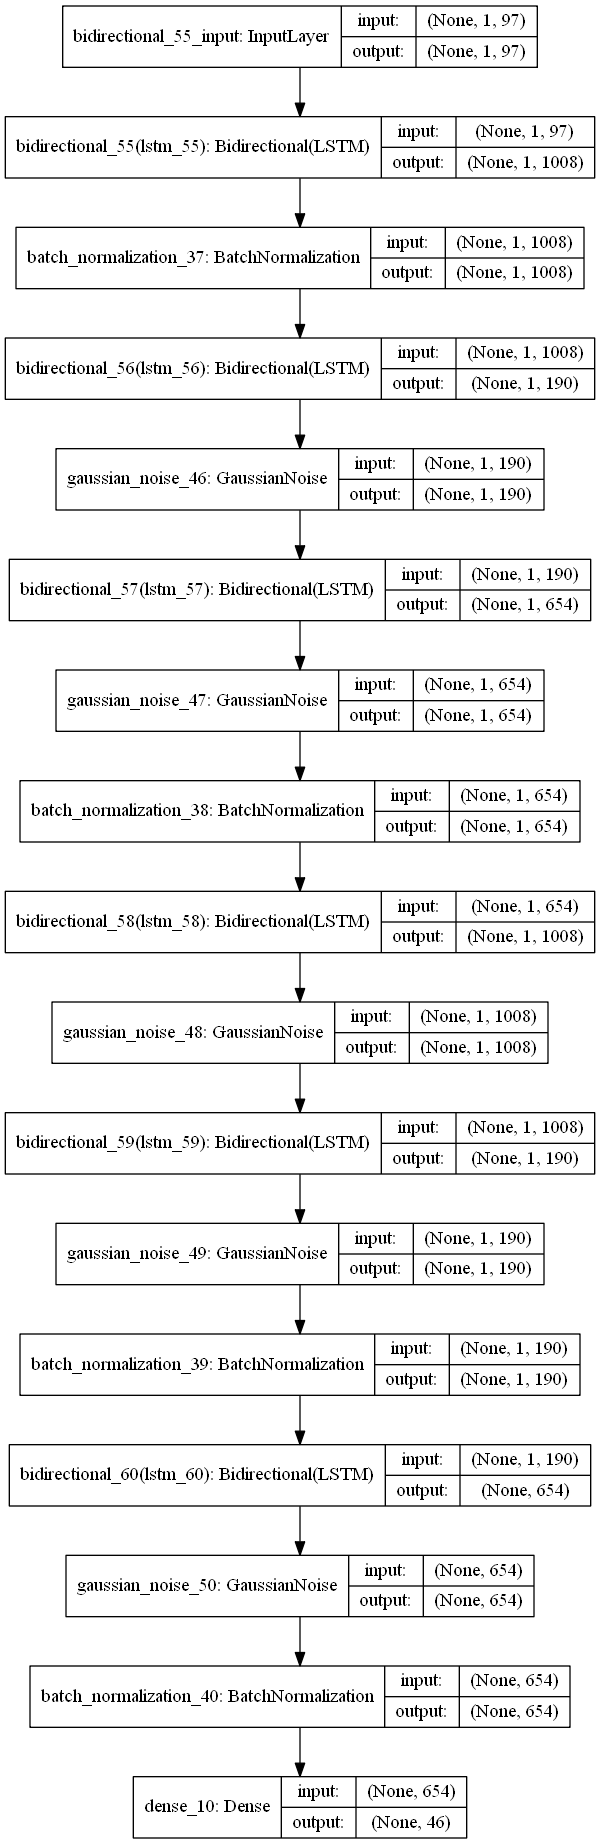 bidirectional_55_input: InputLayer
input: (None, 1, 97)
output: (None, 1, 97)
bidirectional_55(lstm_55): Bidirectional(LSTM)
input: (None, 1, 97)
output: (None, 1, 1008)
batch_normalization_37: BatchNormalization
input: (None, 1, 1008)
output: (None, 1, 1008)
bidirectional_56(lstm_56): Bidirectional(LSTM)
input: (None, 1, 1008)
output: (None, 1, 190)
gaussian_noise_46: GaussianNoise
input: (None, 1, 190)
output: (None, 1, 190)
bidirectional_57(lstm_57): Bidirectional(LSTM)
input: (None, 1, 190)
output: (None, 1, 654)
gaussian_noise_47: GaussianNoise
input: (None, 1, 654)
output: (None, 1, 654)
batch_normalization_38: BatchNormalization
input: (None, 1, 654)
output: (None, 1, 654)
bidirectional_58(lstm_58): Bidirectional(LSTM)
input: (None, 1, 654)
output: (None, 1, 1008)
gaussian_noise_48: GaussianNoise
input: (None, 1, 1008)
output: (None, 1, 1008)
bidirectional_59(lstm_59): Bidirectional(LSTM)
input: (None, 1, 1008)
output: (None, 1, 190)
gaussian_noise_49: GaussianNoise
input: (None, 1, 190)
output: (None, 1, 190)
batch_normalization_39: BatchNormalization
input: (None, 1, 190)
output: (None, 1, 190)
bidirectional_60(lstm_60): Bidirectional(LSTM)
input: (None, 1, 190)
output: (None, 654)
gaussian_noise_50: GaussianNoise
input: (None, 654)
output: (None, 654)
batch_normalization_40: BatchNormalization
input: (None, 654)
output: (None, 654)
dense_10: Dense
input: (None, 654)
output: (None, 46)